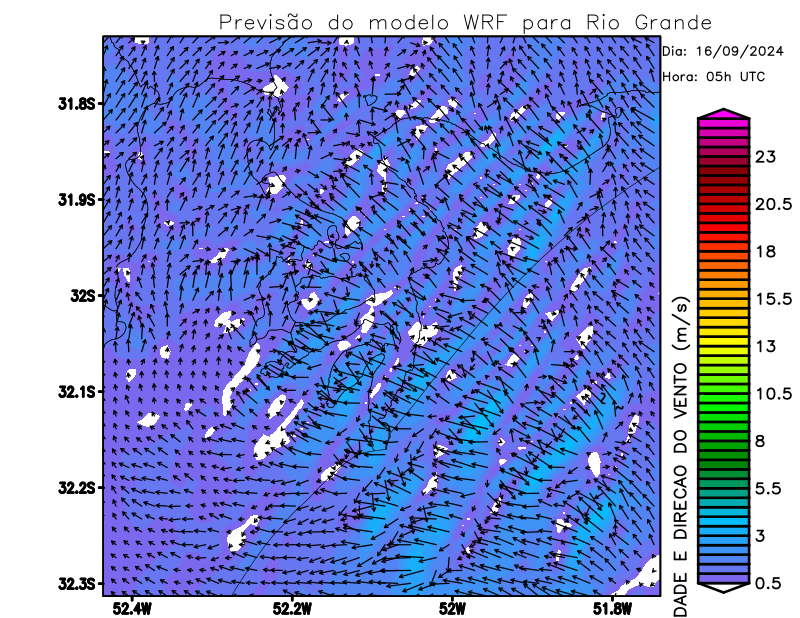 Previsão do modelo WRF para Rio Grande
Dia: 16/09/2024
Hora: 05h UTC
31.8S
31.9S
32S
32.1S
32.2S
32.3S
52.4W
52.2W
52W
51.8W
23
20.5
18
15.5
13
10.5
8
5.5
3
0.5
DADE E DIRECAO DO VENTO (m/s)